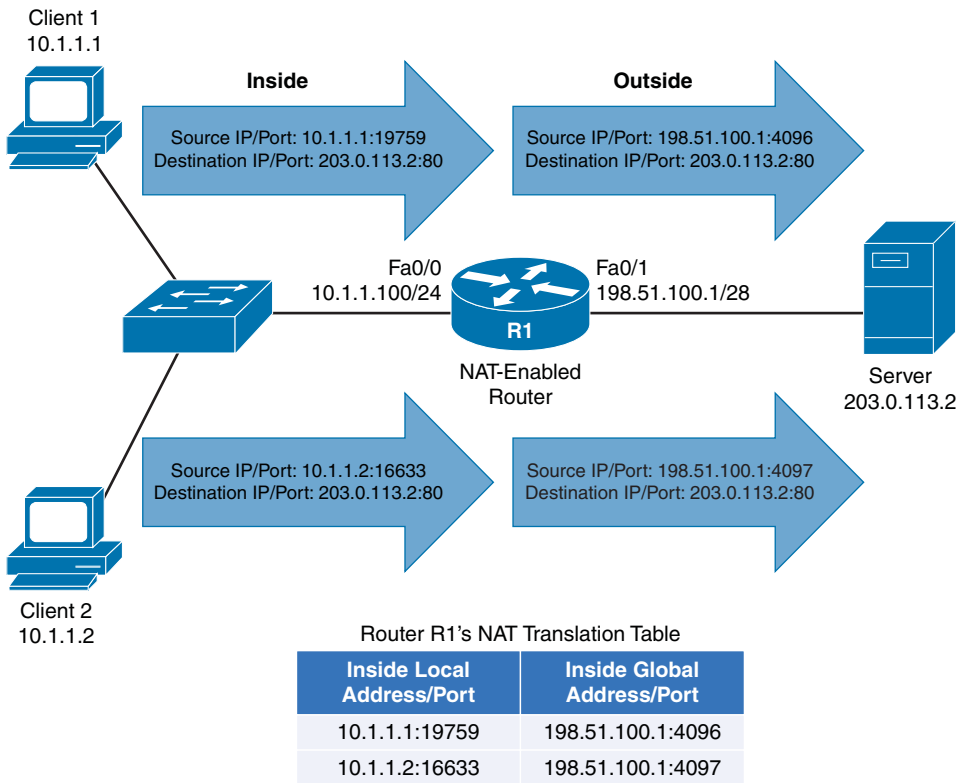 Client 1
10.1.1.1
Inside
Outside
Source IP/Port: 10.1.1.1:19759
Destination IP/Port: 203.0.113.2:80
Source IP/Port: 198.51.100.1:4096
Destination IP/Port: 203.0.113.2:80
Fa0/0
10.1.1.100/24
Fa0/1
198.51.100.1/28
R1
NAT-Enabled
Router
Server
203.0.113.2
Source IP/Port: 10.1.1.2:16633
Destination IP/Port: 203.0.113.2:80
Source IP/Port: 198.51.100.1:4097
Destination IP/Port: 203.0.113.2:80
Client 2
10.1.1.2
Router R1's NAT Translation Table
Inside Local
Address/Port
Inside Global
Address/Port
10.1.1.1:19759
198.51.100.1:4096
10.1.1.2:16633
198.51.100.1:4097